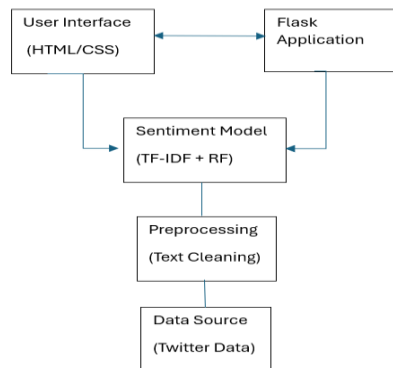 User Interface
(HTML/CSS)
Flask
Application
Sentiment Model
(TF-IDF + RF)
Preprocessing
(Text Cleaning)
Data Source
(Twitter Data)